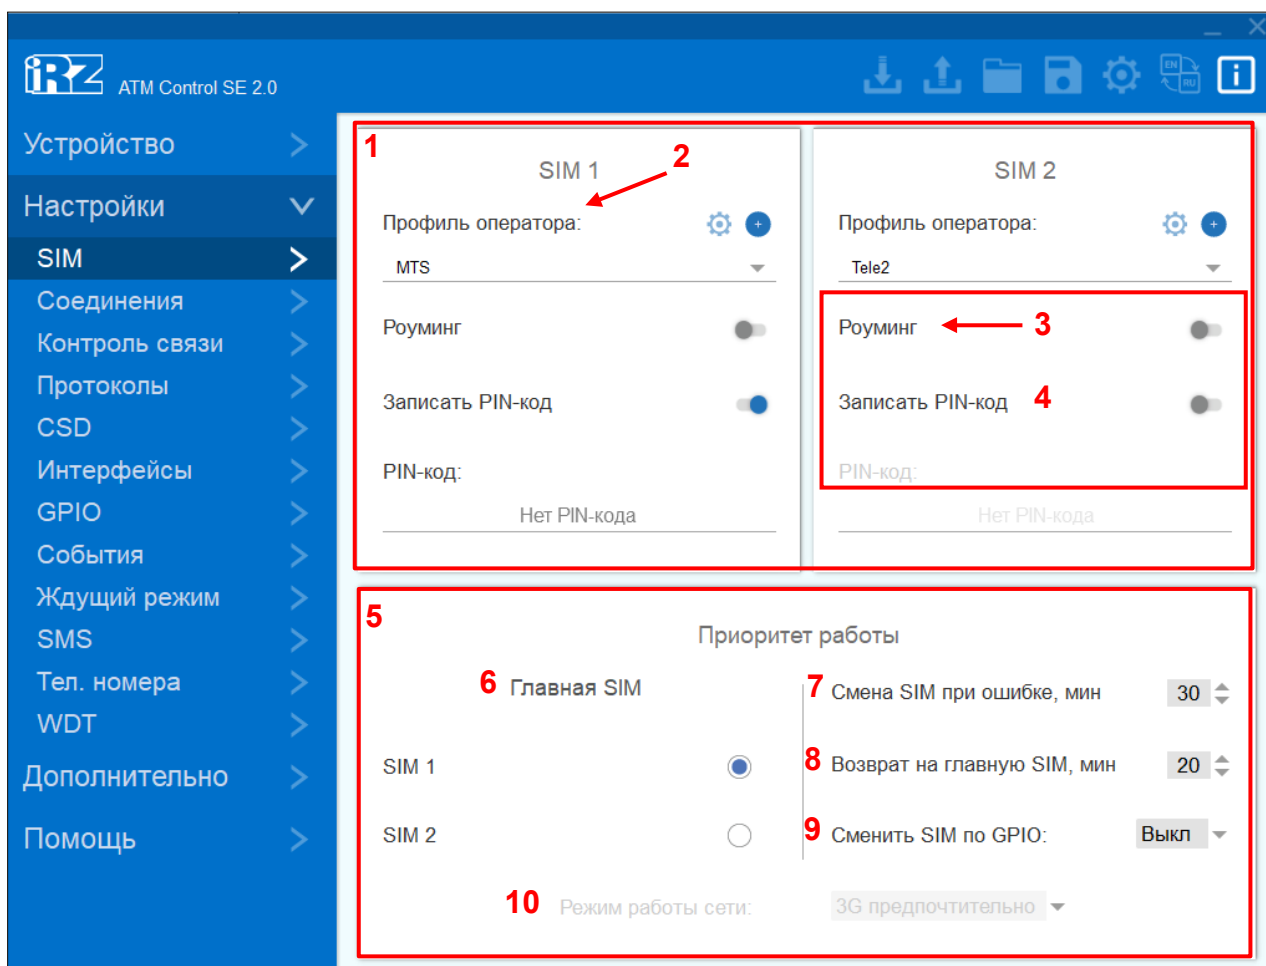 iRZ ATM Control SE 2.0
EN RU
Устройство
Настройки
SIM
Соединения
Контроль связи
Протоколы
CSD
Интерфейсы
GPIO
События
Ждущий режим
SMS
Тел. номера
WDT
Дополнительно
Помощь
1
SIM 1
2
Профиль оператора:
MTS
Роуминг
Записать PIN-код
PIN-код:
Нет PIN-кода
SIM 2
Профиль оператора:
Tele2
Роуминг 3
Записать PIN-код 4
PIN-код:
Нет PIN-кода
5
Приоритет работы
6 Главная SIM
SIM 1
SIM 2
7 Смена SIM при ошибке, мин 30
8 Возврат на главную SIM, мин 20
9 Сменить SIM по GPIO: Выкл
10 Режим работы сети: 3G предпочтительно